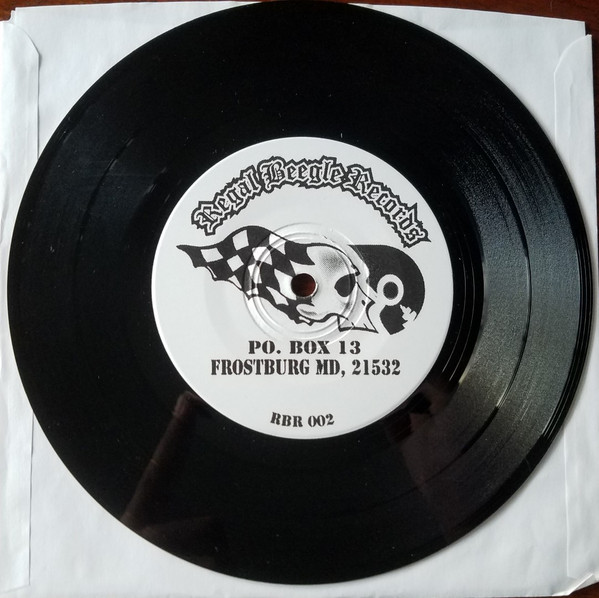 Regal Beegle Records
PO. BOX 13
FROSTBURG MD, 21532
RBR 002